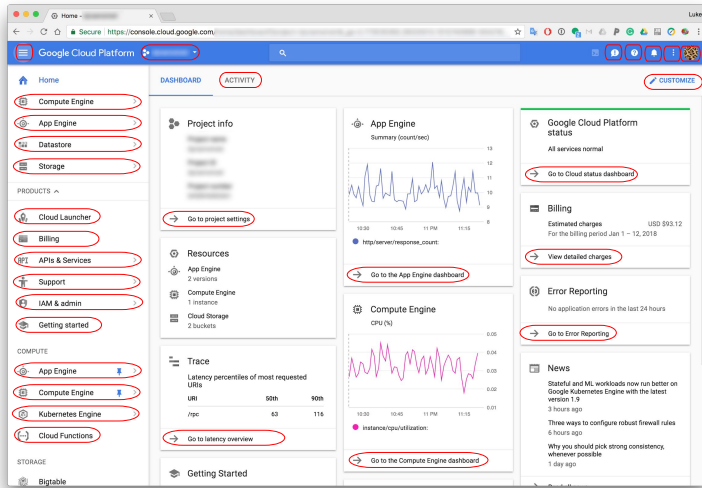 Home -
Luke
Secure https://console.cloud.google.com/
Google Cloud Platform
Home
Compute Engine
App Engine
Datastore
Storage
PRODUCTS
Cloud Launcher
Billing
API APIs & Services
Support
IAM & admin
Getting started
COMPUTE
App Engine
Compute Engine
Kubernetes Engine
Cloud Functions
STORAGE
Bigtable
DASHBOARD ACTIVITY
CUSTOMIZE
Project info
Project name
Project ID
Project number
Go to project settings
Resources
App Engine
2 versions
Compute Engine
1 instance
Cloud Storage
2 buckets
Trace
Latency percentiles of most requested
URIs
URI 50th 90th
/rpc 63 116
Go to latency overview
Getting Started
App Engine
Summary (count/sec)
13
12
11
10
9
8
10:30 10:45 11 PM 11:15
http/server/response_count:
Go to the App Engine dashboard
Compute Engine
CPU (%)
0.05
0.04
0.03
0.02
0.01
10:30 10:45 11 PM 11:15
instance/cpu/utilization:
Go to the Compute Engine dashboard
Google Cloud Platform
status
All services normal
Go to Cloud status dashboard
Billing
Estimated charges USD $93.12
For the billing period Jan 1 – 12, 2018
View detailed charges
Error Reporting
No application errors in the last 24 hours
Go to Error Reporting
News
Stateful and ML workloads now run better on
Google Kubernetes Engine with the latest
version 1.9
3 hours ago
Three ways to configure robust firewall rules
6 hours ago
Why you should pick strong consistency,
whenever possible
1 day ago